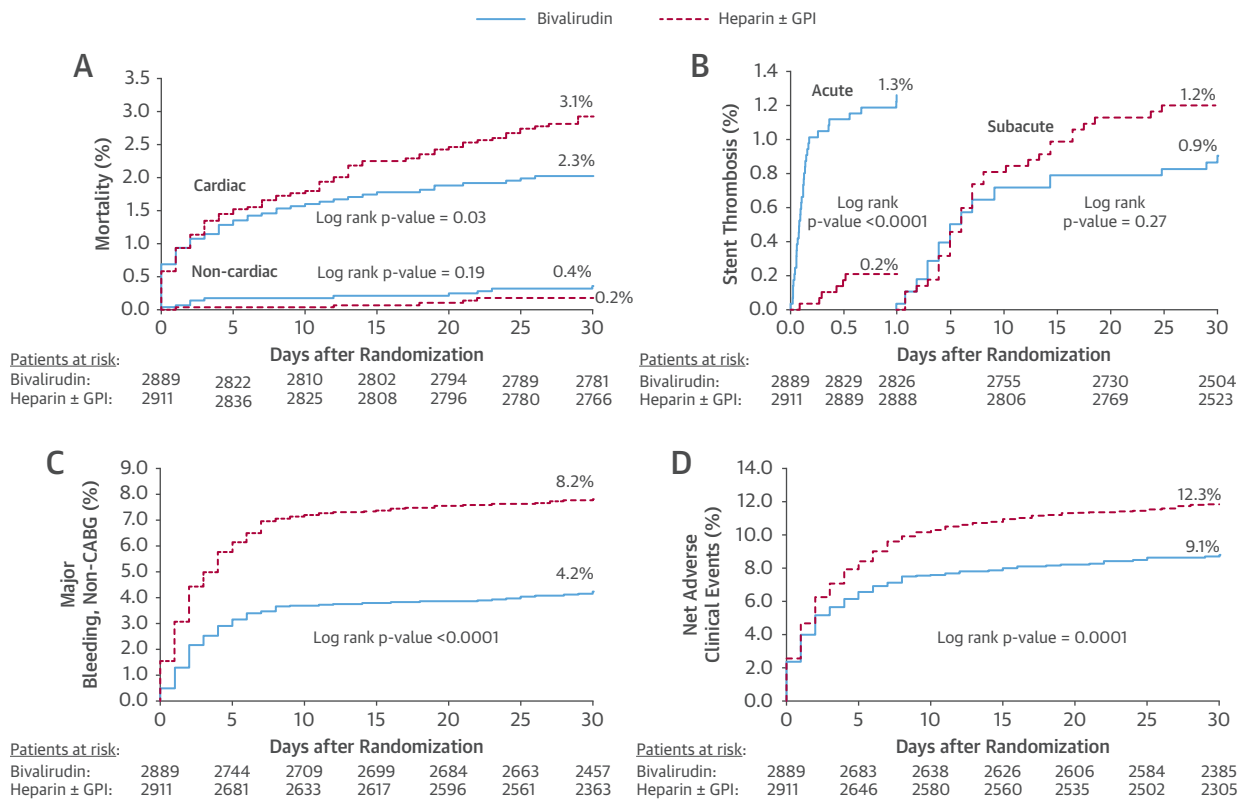 Bivalirudin Heparin ± GPI
A
3.5
3.0
2.5
2.0
1.5
1.0
0.5
0.0
Mortality (%)
3.1%
2.3%
Cardiac
Log rank p-value = 0.03
Non-cardiac
Log rank p-value = 0.19
0.4%
0.2%
0 5 10 15 20 25 30
Days after Randomization
Patients at risk:
Bivalirudin: 2889 2822 2810 2802 2794 2789 2781
Heparin ± GPI: 2911 2836 2825 2808 2796 2780 2766
B
1.4
1.2
1.0
0.8
0.6
0.4
0.2
0.0
Stent Thrombosis (%)
Acute
1.3%
1.2%
Subacute
0.9%
Log rank
p-value <0.0001
Log rank
p-value = 0.27
0.2%
0.0 0.5 1.0 5 10 15 20 25 30
Days after Randomization
Patients at risk:
Bivalirudin: 2889 2829 2826 2755 2730 2504
Heparin ± GPI: 2911 2889 2888 2806 2769 2523
C
9.0
8.0
7.0
6.0
5.0
4.0
3.0
2.0
1.0
0.0
Major
Bleeding, Non-CABG (%)
8.2%
4.2%
Log rank p-value <0.0001
0 5 10 15 20 25 30
Days after Randomization
Patients at risk:
Bivalirudin: 2889 2744 2709 2699 2684 2663 2457
Heparin ± GPI: 2911 2681 2633 2617 2596 2561 2363
D
14.0
12.0
10.0
8.0
6.0
4.0
2.0
0.0
Net Adverse
Clinical Events (%)
12.3%
9.1%
Log rank p-value = 0.0001
0 5 10 15 20 25 30
Days after Randomization
Patients at risk:
Bivalirudin: 2889 2683 2638 2626 2606 2584 2385
Heparin ± GPI: 2911 2646 2580 2560 2535 2502 2305